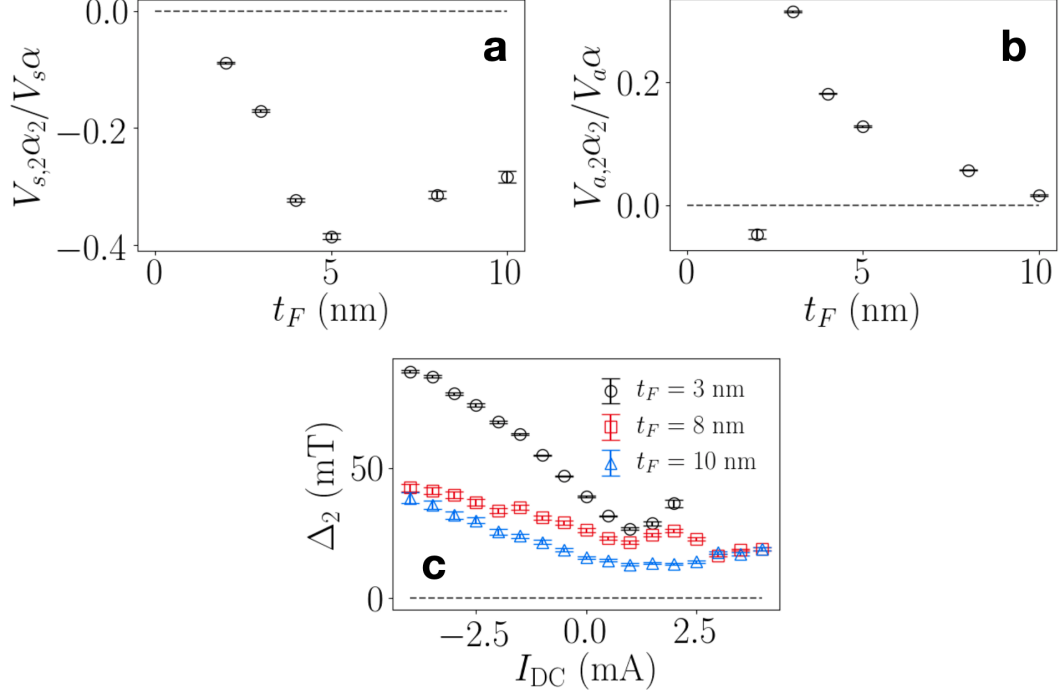 0.0
−0.2
−0.4
V_{s,2}α_2/V_sα
a
0
5
10
t_F (nm)
0.2
0.0
V_{a,2}α_2/V_aα
b
0
5
10
t_F (nm)
50
0
Δ_2 (mT)
t_F = 3 nm
t_F = 8 nm
t_F = 10 nm
c
−2.5
0.0
2.5
I_{DC} (mA)